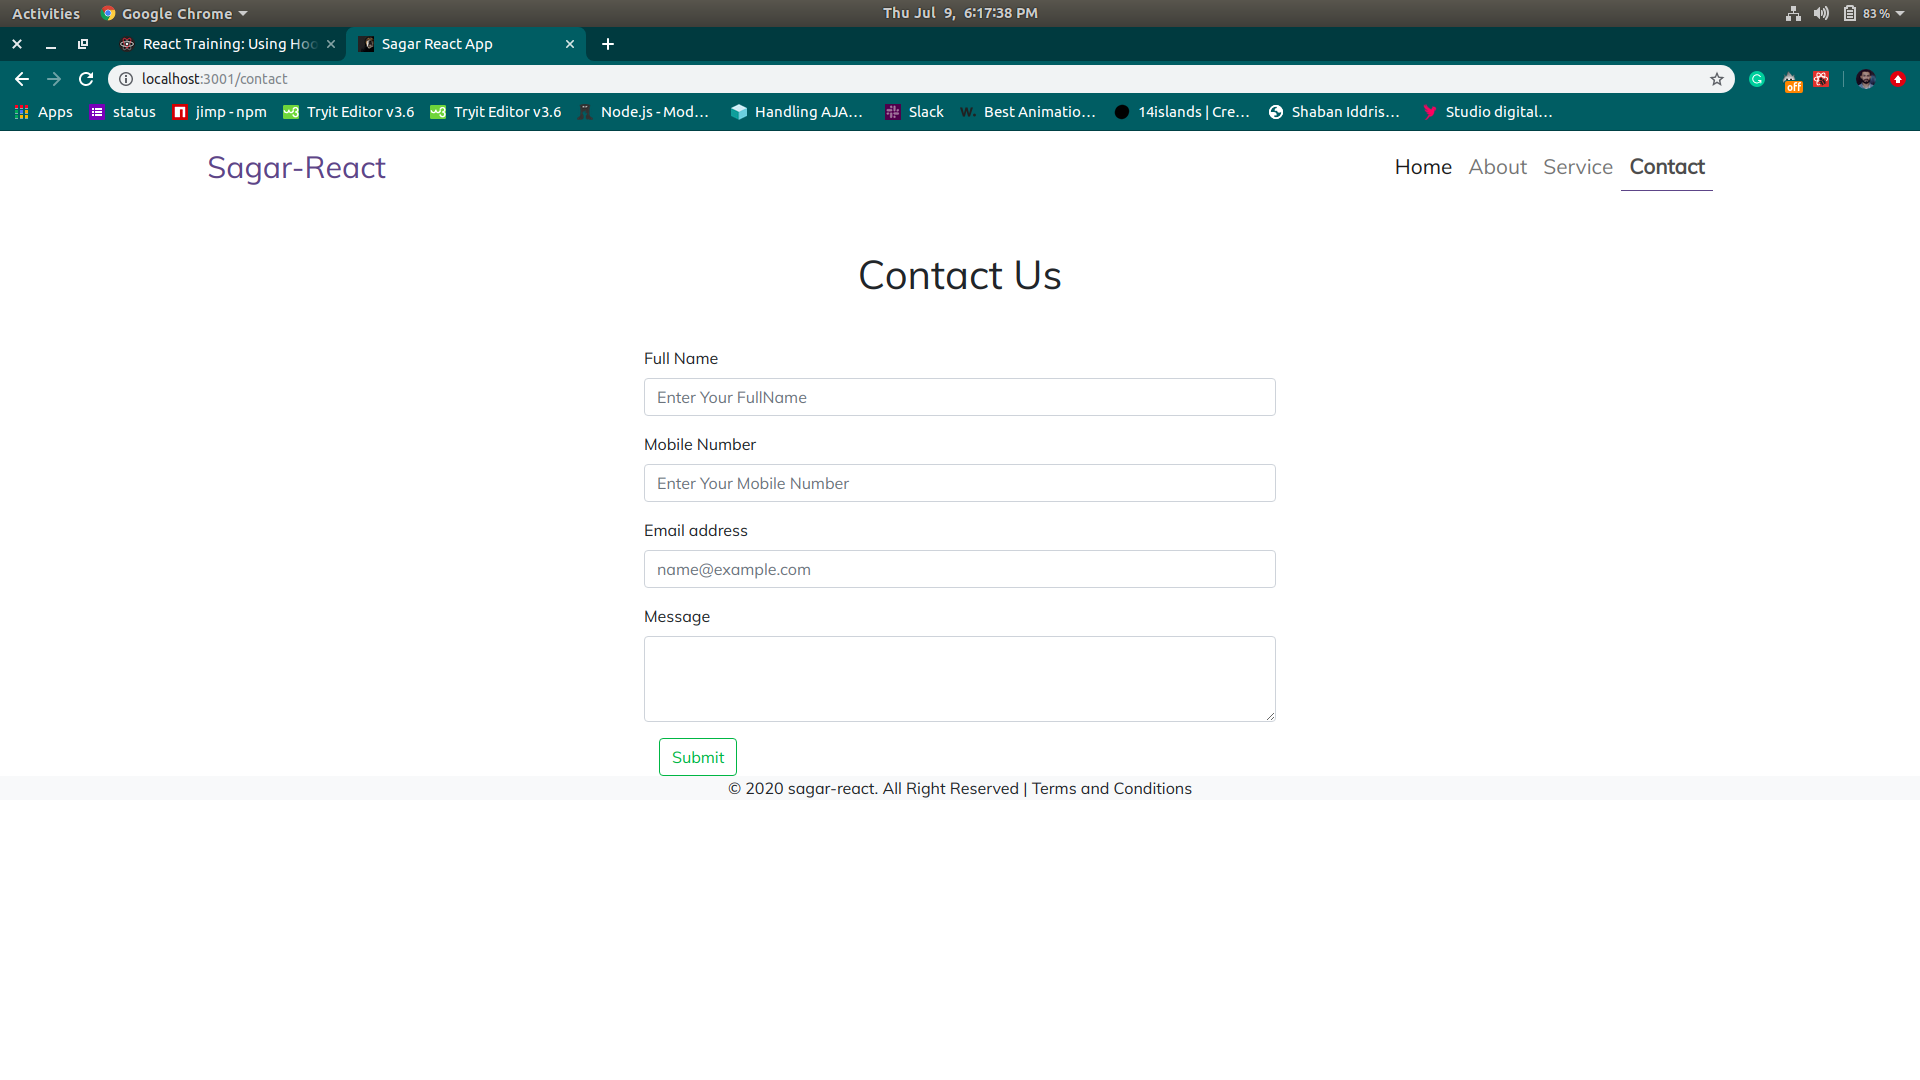 Activities Google Chrome Thu Jul 9, 6:17:38 PM 83 %
React Training: Using Hoo Sagar React App
localhost:3001/contact off
Apps status jimp - npm Tryit Editor v3.6 Tryit Editor v3.6 Node.js - Mod... Handling AJA... Slack W. Best Animatio... 14islands | Cre... Shaban Iddris... Studio digital...
Sagar-React Home About Service Contact
Contact Us
Full Name
Enter Your FullName
Mobile Number
Enter Your Mobile Number
Email address
name@example.com
Message
Submit
© 2020 sagar-react. All Right Reserved | Terms and Conditions